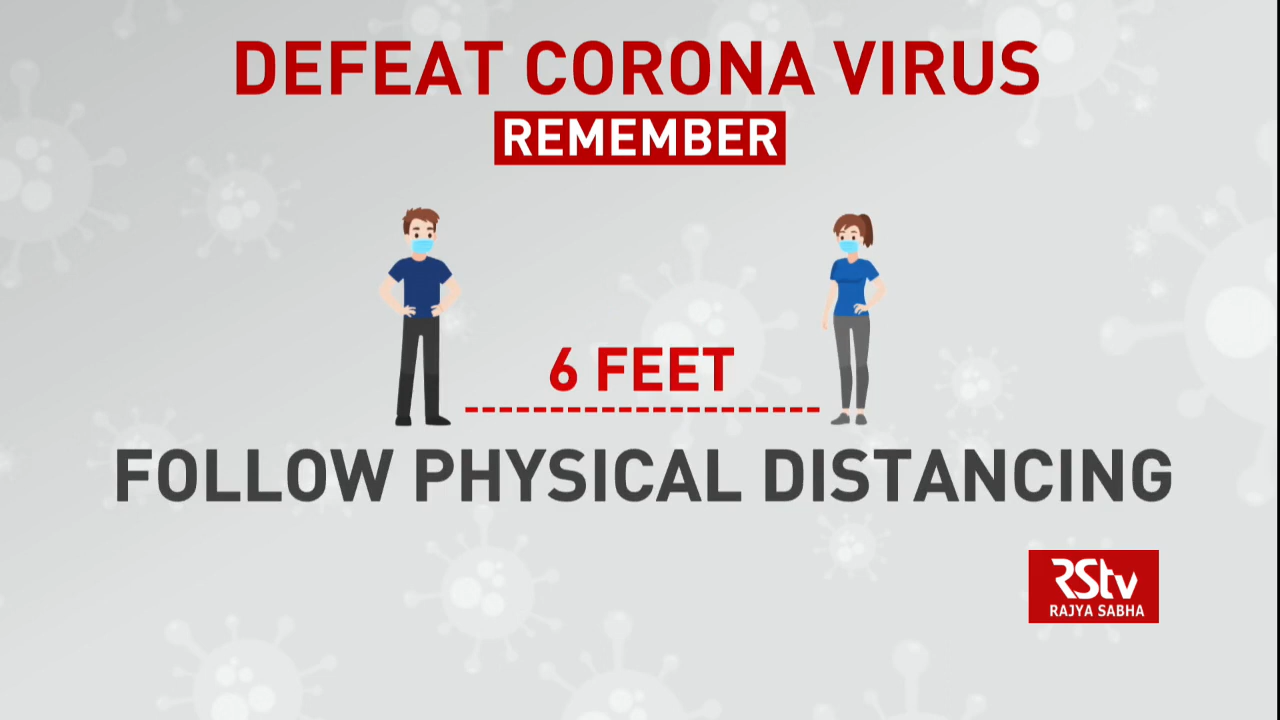 DEFEAT CORONA VIRUS
REMEMBER
6 FEET
FOLLOW PHYSICAL DISTANCING
RStv
RAJYA SABHA